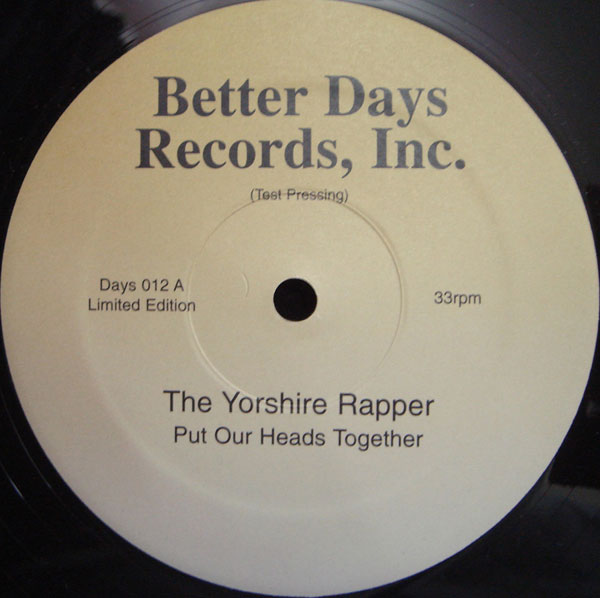 Better Days
Records, Inc.
(Test Pressing)
Days 012 A
Limited Edition
33rpm
The Yorshire Rapper
Put Our Heads Together